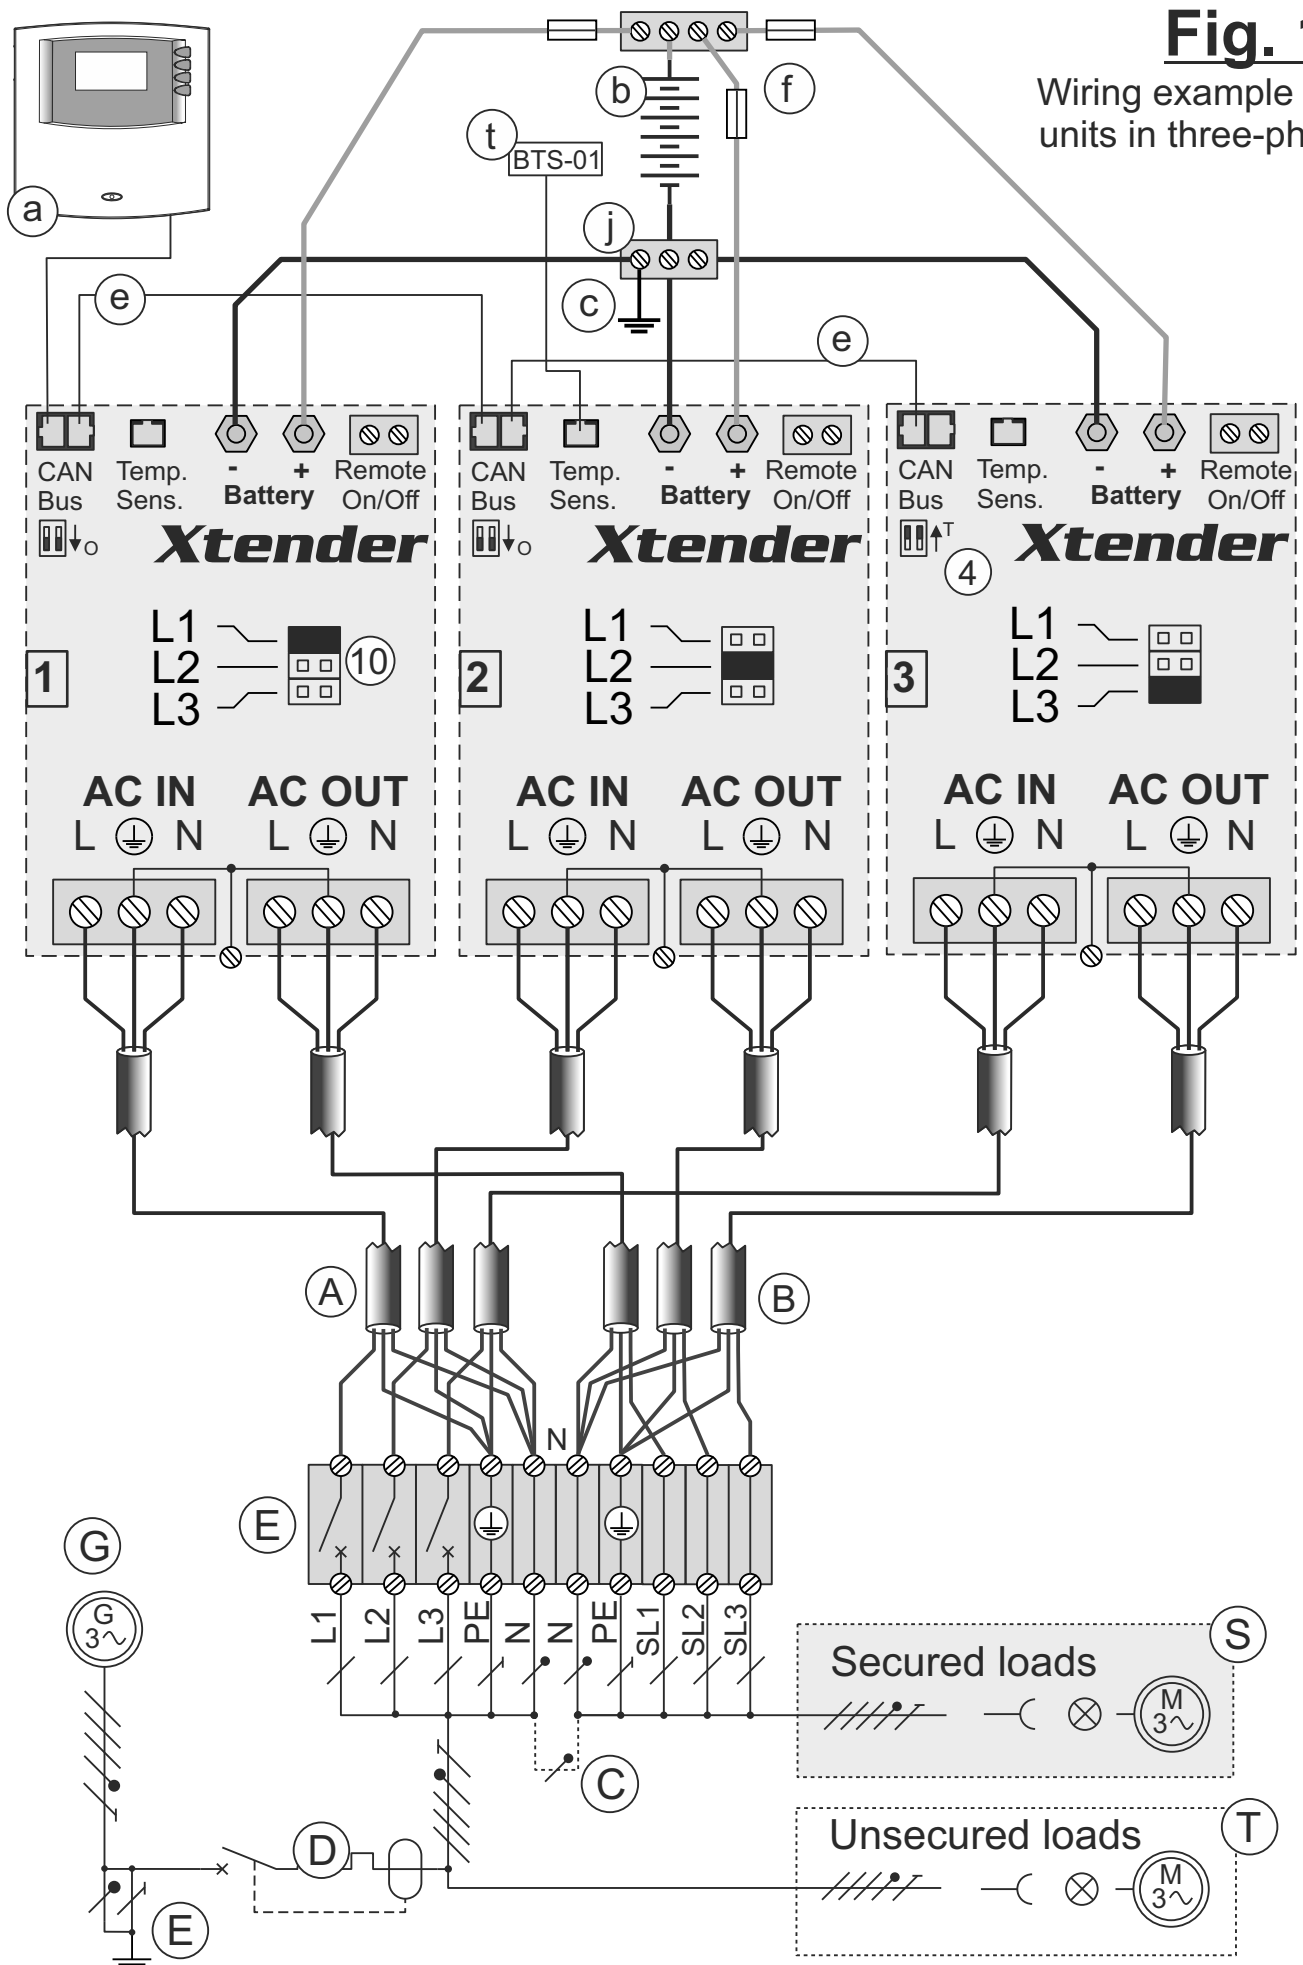 Fig. 1
Wiring example
units in three-ph
b
f
t
BTS-01
a
j
e
c
e
CAN Bus
Temp. Sens.
-
+
Battery
Remote On/Off
O
Xtender
L1
L2
L3
1
10
AC IN
AC OUT
L N
L N
CAN Bus
Temp. Sens.
-
+
Battery
Remote On/Off
O
Xtender
L1
L2
L3
2
AC IN
AC OUT
L N
L N
CAN Bus
Temp. Sens.
-
+
Battery
Remote On/Off
T
4
Xtender
L1
L2
L3
3
AC IN
AC OUT
L N
L N
A
B
N
E
G
G
3~
L1
L2
L3
PE
N
N
PE
SL1
SL2
SL3
S
Secured loads
M
3~
C
T
Unsecured loads
M
3~
D
E